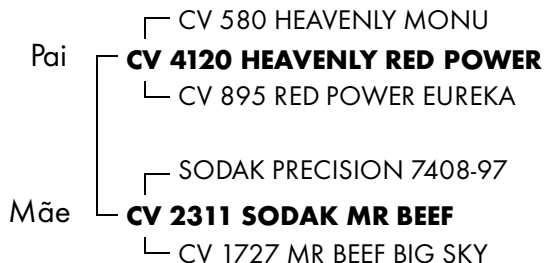 CV 580 HEAVENLY MONU
Pai CV 4120 HEAVENLY RED POWER
CV 895 RED POWER EUREKA
SODAK PRECISION 7408-97
Mãe CV 2311 SODAK MR BEEF
CV 1727 MR BEEF BIG SKY